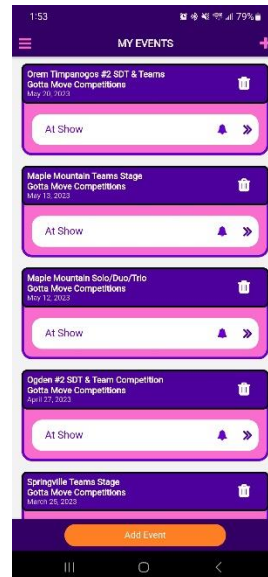 1:53
79%
MY EVENTS
Orem Timpanogos #2 SDT & Teams
Gotta Move Competitions
May 20, 2023
At Show
Maple Mountain Teams Stage
Gotta Move Competitions
May 13, 2023
At Show
Maple Mountain Solo/Duo/Trio
Gotta Move Competitions
May 12, 2023
At Show
Ogden #2 SDT & Team Competition
Gotta Move Competitions
April 27, 2023
At Show
Springville Teams Stage
Gotta Move Competitions
March 25, 2023
Add Event